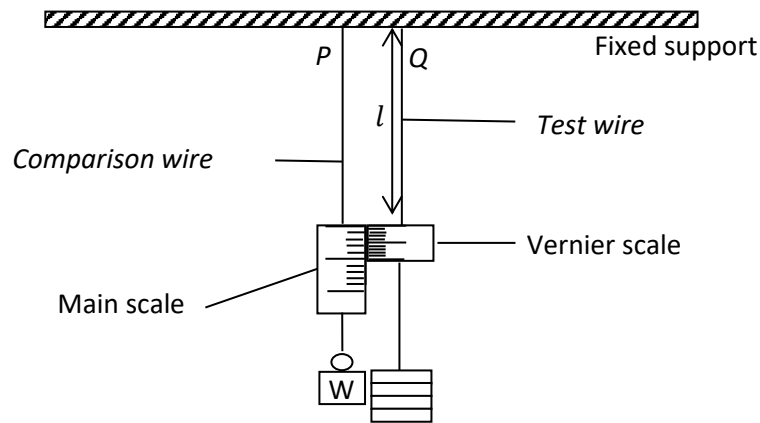 Fixed support
P
Q
l
Test wire
Comparison wire
Vernier scale
Main scale
W